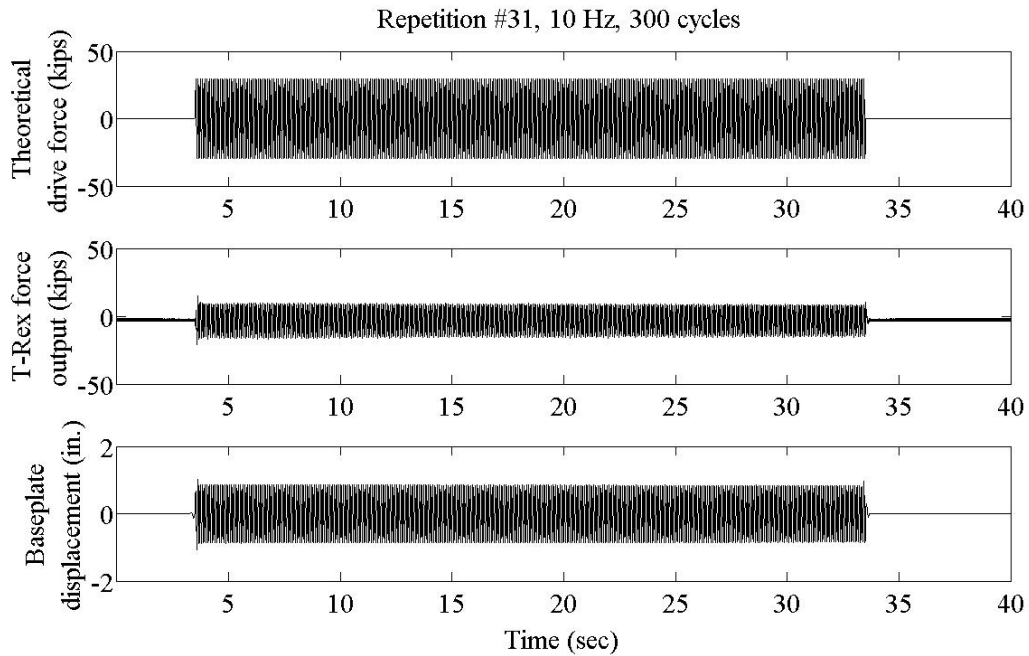 Repetition #31, 10 Hz, 300 cycles
Theoretical
drive force (kips)
50
0
-50
5 10 15 20 25 30 35 40
T-Rex force
output (kips)
50
0
-50
5 10 15 20 25 30 35 40
Baseplate
displacement (in.)
2
0
-2
5 10 15 20 25 30 35 40
Time (sec)